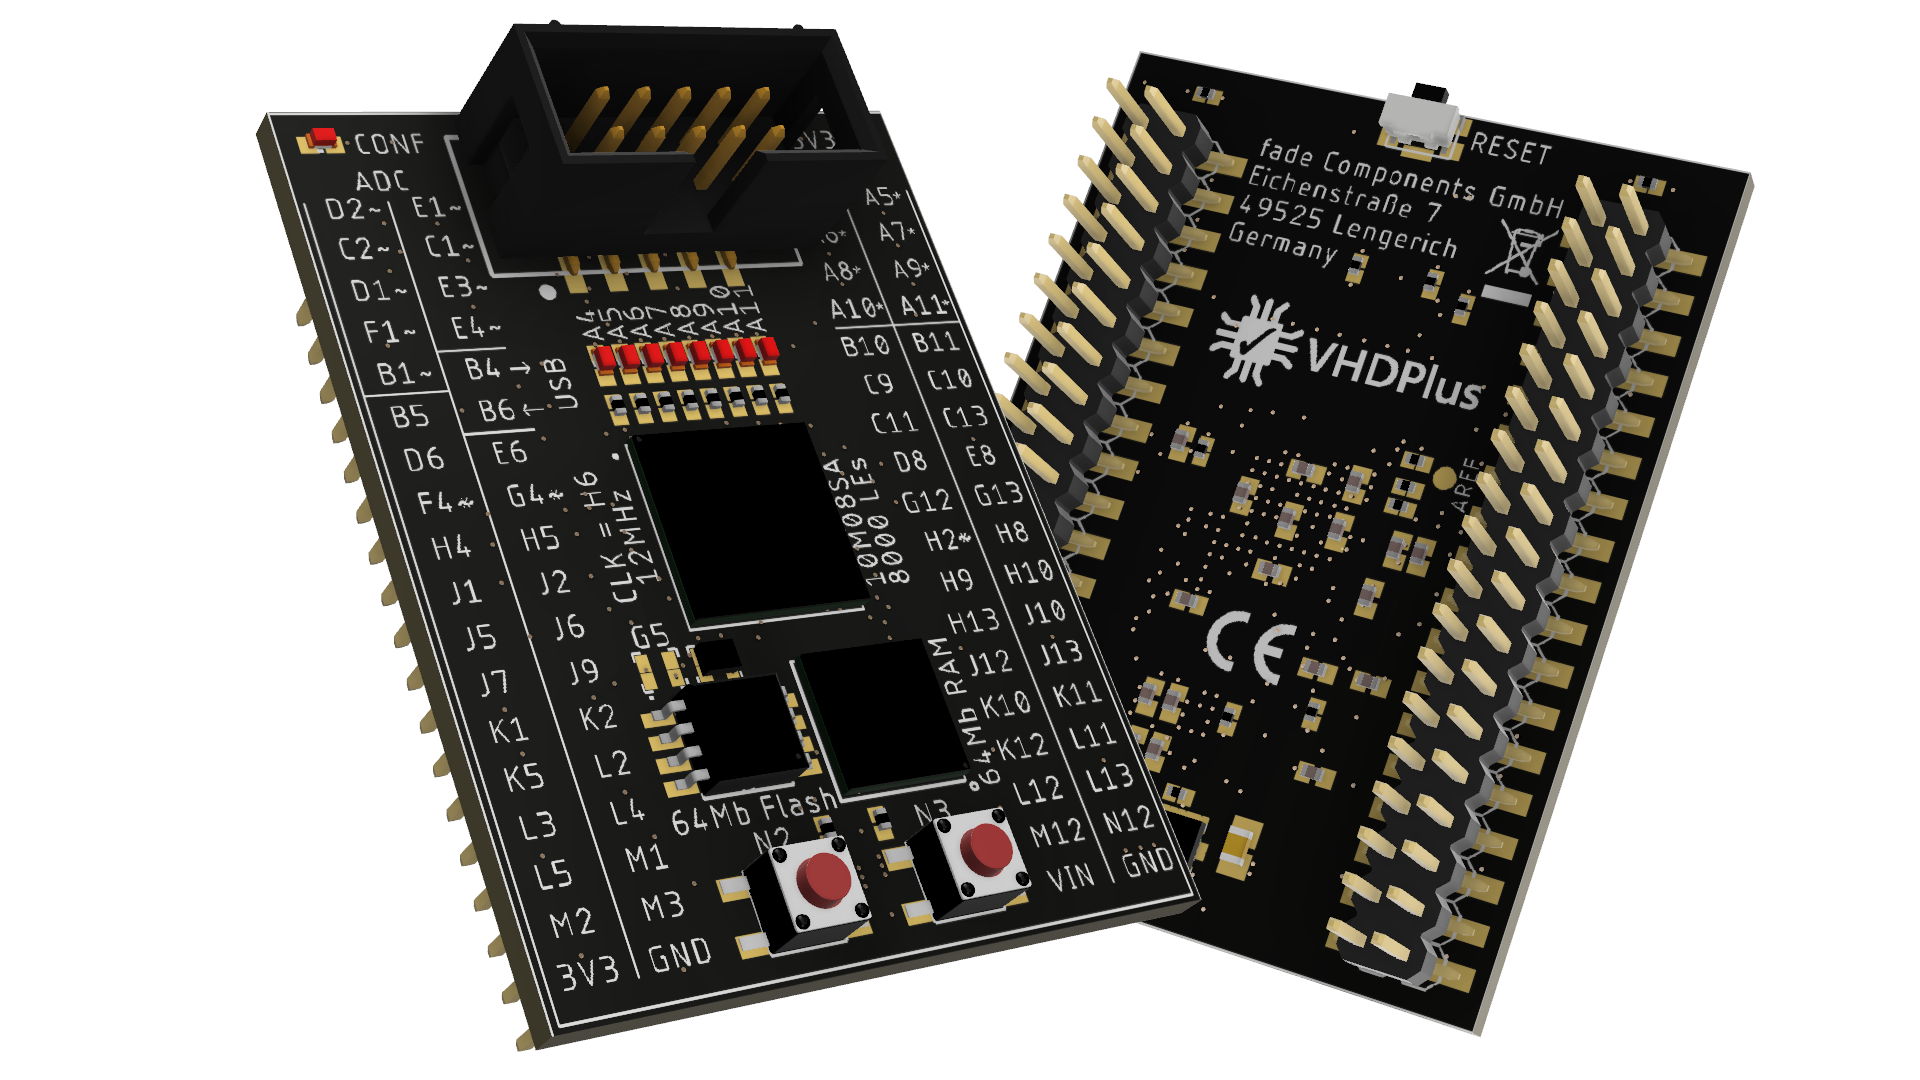 CONF
3V3
ADC
D2~ E1~
C2~ C1~
D1~ E3~
F1~ E4~
B1~ B4→
B5 B6←
USB
D6 E6
F4* G4*
H4 H5
J1 J2
J5 J6
J7 J9
K1 K2
K5 L2
L3 L4
L5 M1
M2 M3
3V3 GND
A4
A5
A6
A7
A8
A9
A10
A11
A5*
A7*
A8* A9*
A10* A11*
B10 B11
C9 C10
C11 C13
D8 E8
G12 G13
H2* H8
H9 H10
H13 J10
J12 J13
K10 K11
K12 L11
L12 L13
M12 N12
VIN GND
CLK = H6
12MHz
10M08SA
8000 LEs
G5
64Mb Flash
64Mb RAM
N2
N3
RESET
fade Components GmbH
Eichenstraße 7
49525 Lengerich
Germany
VHDPlus
AREF
CE